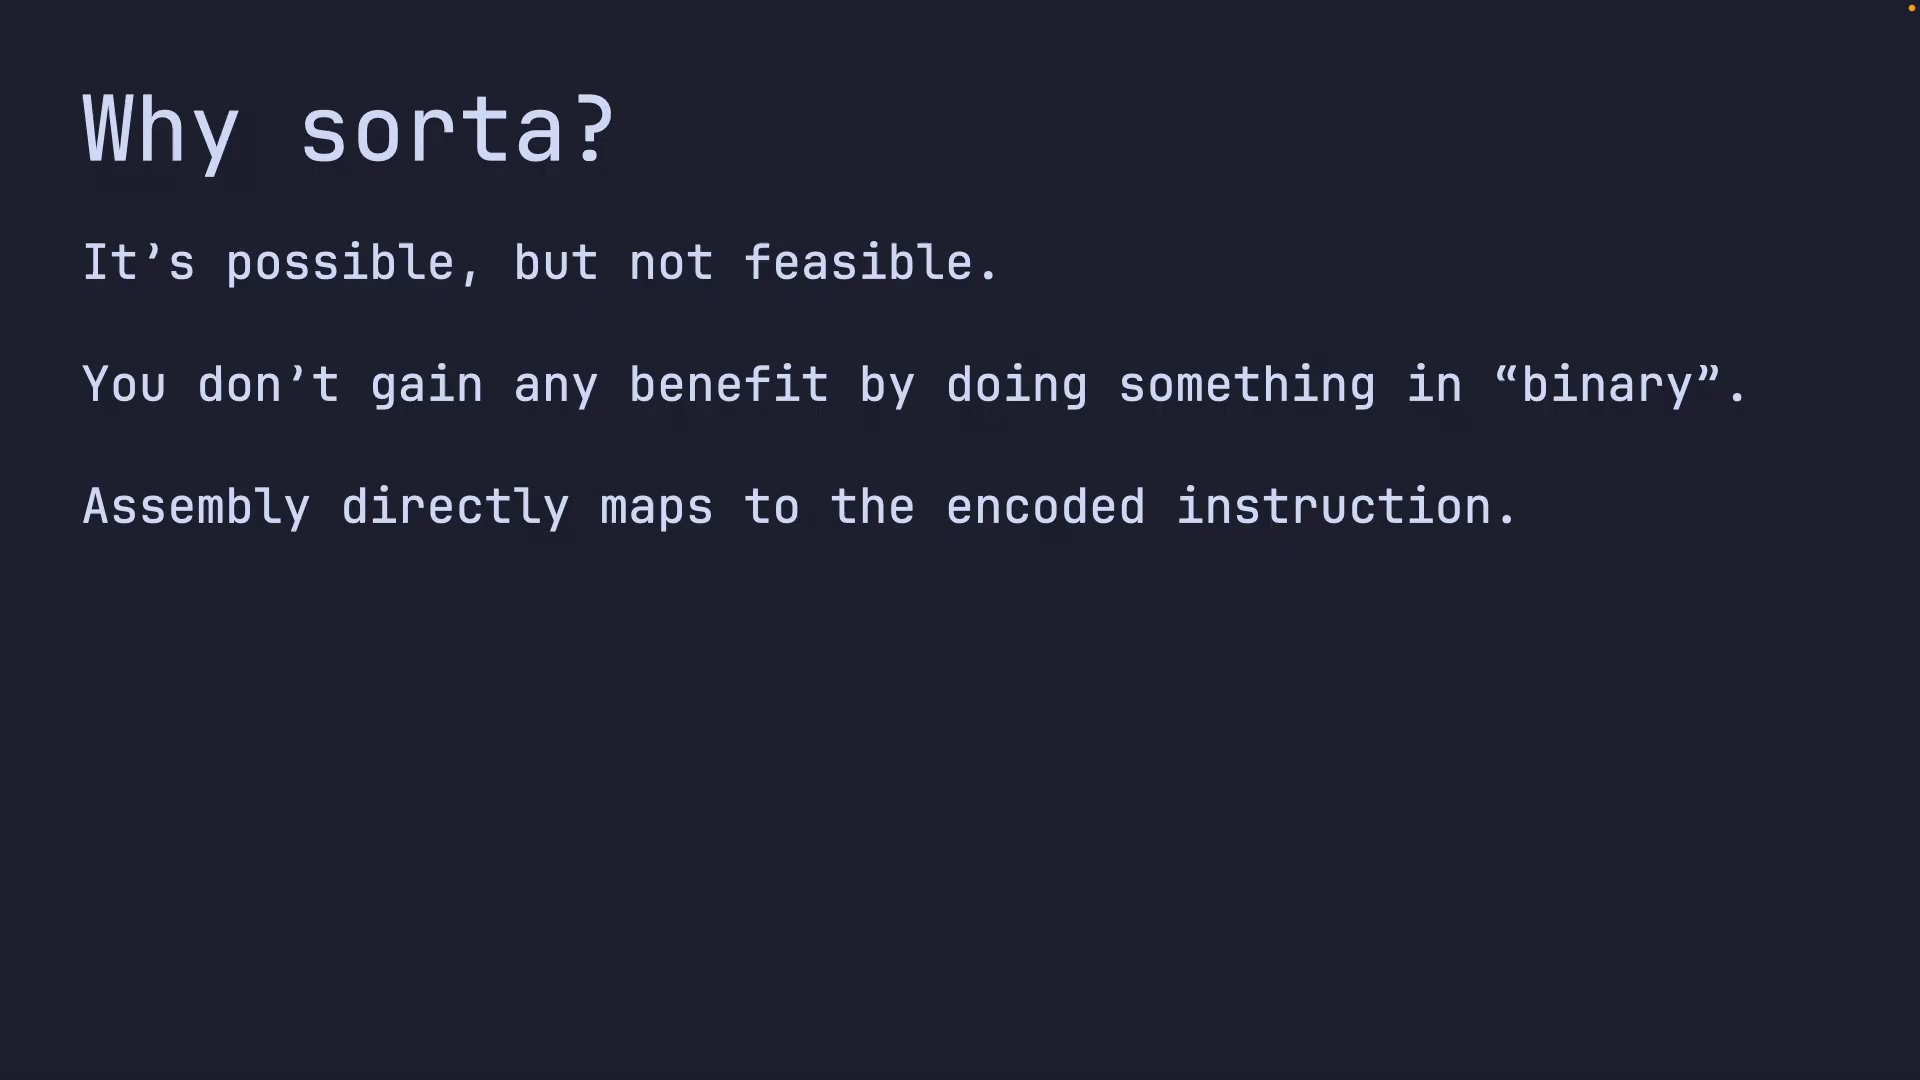 Why sorta?
It’s possible, but not feasible.
You don’t gain any benefit by doing something in “binary”.
Assembly directly maps to the encoded instruction.